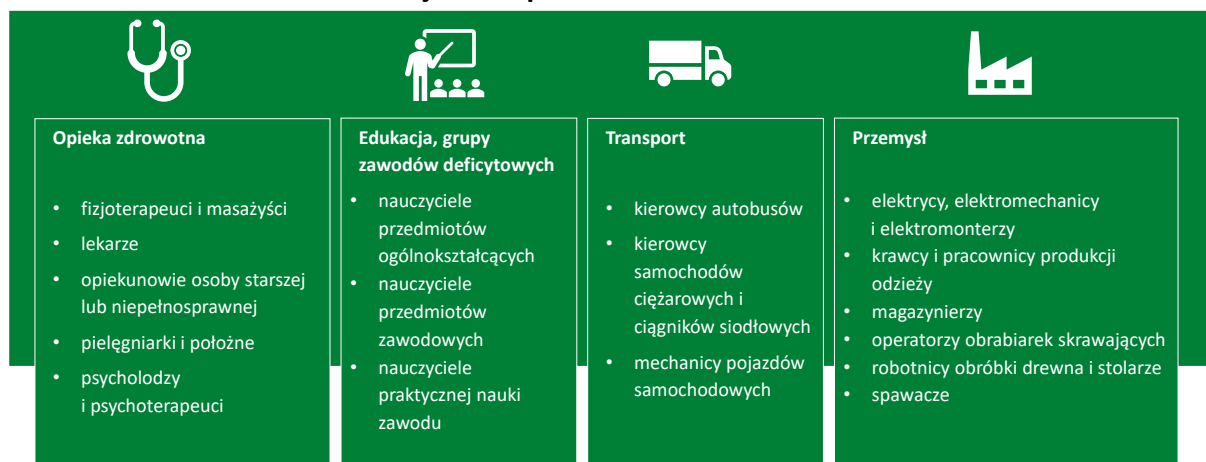 Opieka zdrowotna
fizjoterapeuci i masażyści
lekarze
opiekunowie osoby starszej
lub niepełnosprawnej
pielęgniarki i położne
psycholodzy
i psychoterapeuci
Edukacja, grupy
zawodów deficytowych
nauczyciele
przedmiotów
ogólnokształcących
nauczyciele
przedmiotów
zawodowych
nauczyciele
praktycznej nauki
zawodu
Transport
kierowcy autobusów
kierowcy
samochodów
ciężarowych i
ciągników siodłowych
mechanicy pojazdów
samochodowych
Przemysł
elektrycy, elektromechanicy
i elektromonterzy
krawcy i pracownicy produkcji
odzieży
magazynierzy
operatorzy obrabiarek skrawających
robotnicy obróbki drewna i stolarze
spawacze